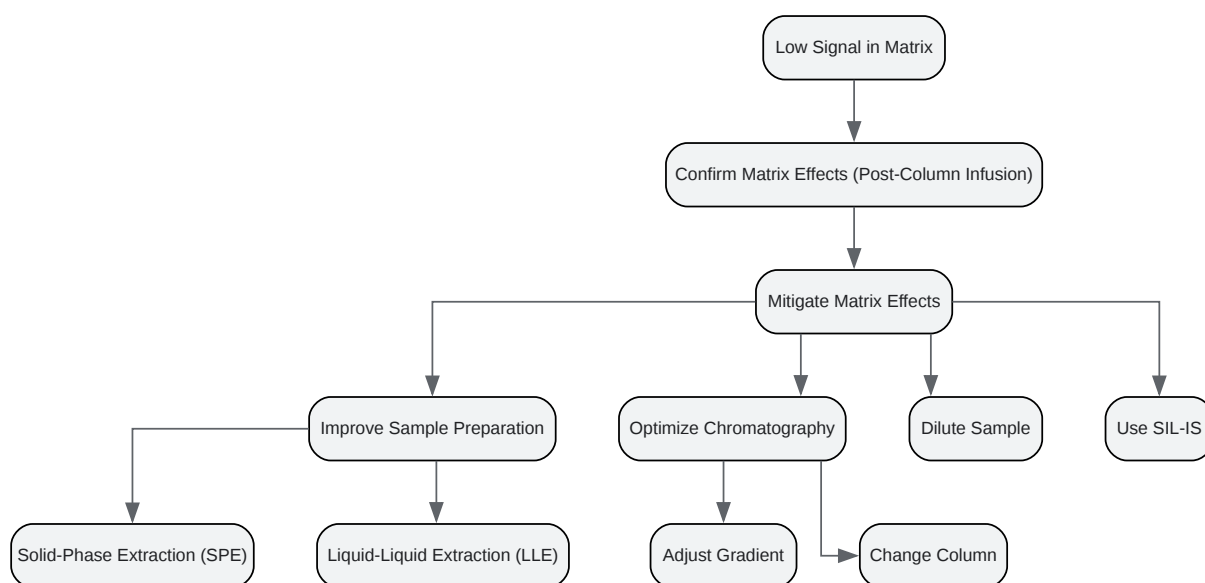 Low Signal in Matrix
Confirm Matrix Effects (Post-Column Infusion)
Mitigate Matrix Effects
Improve Sample Preparation
Optimize Chromatography
Dilute Sample
Use SIL-IS
Solid-Phase Extraction (SPE)
Liquid-Liquid Extraction (LLE)
Adjust Gradient
Change Column